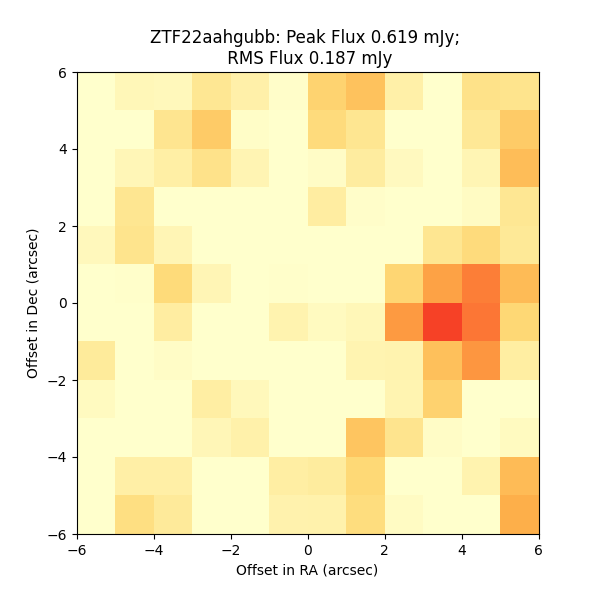 ZTF22aahgubb: Peak Flux 0.619 mJy;
RMS Flux 0.187 mJy
6
4
2
0
−2
−4
−6
Offset in Dec (arcsec)
−6 −4 −2 0 2 4 6
Offset in RA (arcsec)